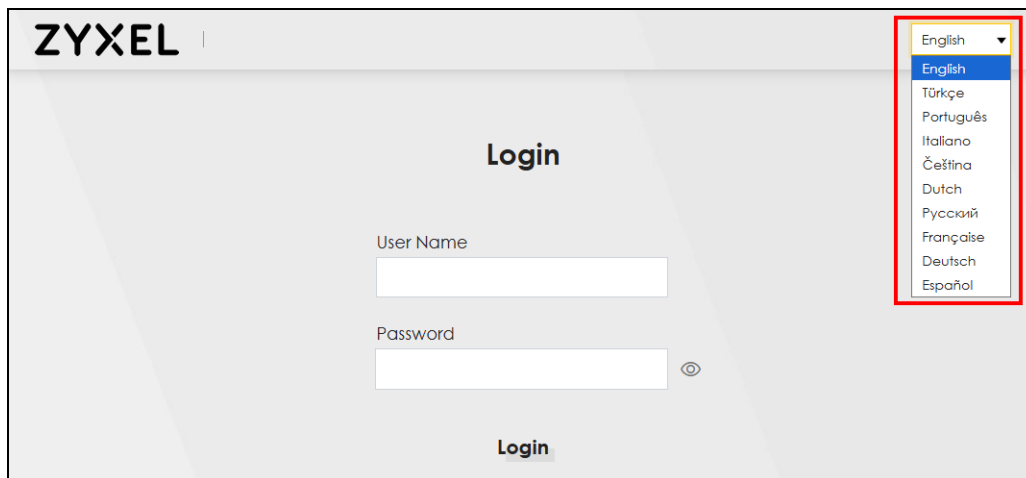 ZYXEL
English
English
Türkçe
Português
Italiano
Čeština
Dutch
Русский
Française
Deutsch
Español
Login
User Name
Password
Login